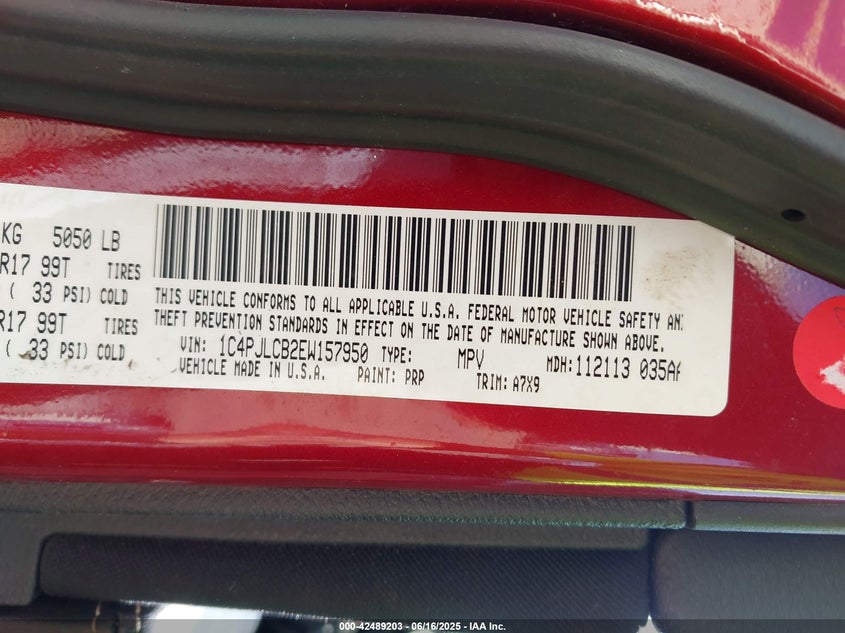 KG 5050 LB
R17 99T TIRES
( 33 PSI) COLD
R17 99T TIRES
( 33 PSI) COLD
THIS VEHICLE CONFORMS TO ALL APPLICABLE U.S.A. FEDERAL MOTOR VEHICLE SAFETY AN
THEFT PREVENTION STANDARDS IN EFFECT ON THE DATE OF MANUFACTURE SHOWN ABOVE.
VIN: 1C4PJLCB2EW157950 TYPE: MPV MDH:112113 035AA
VEHICLE MADE IN U.S.A. PAINT: PRP TRIM: A7X9
000-42489203 - 06/16/2025 - IAA Inc.